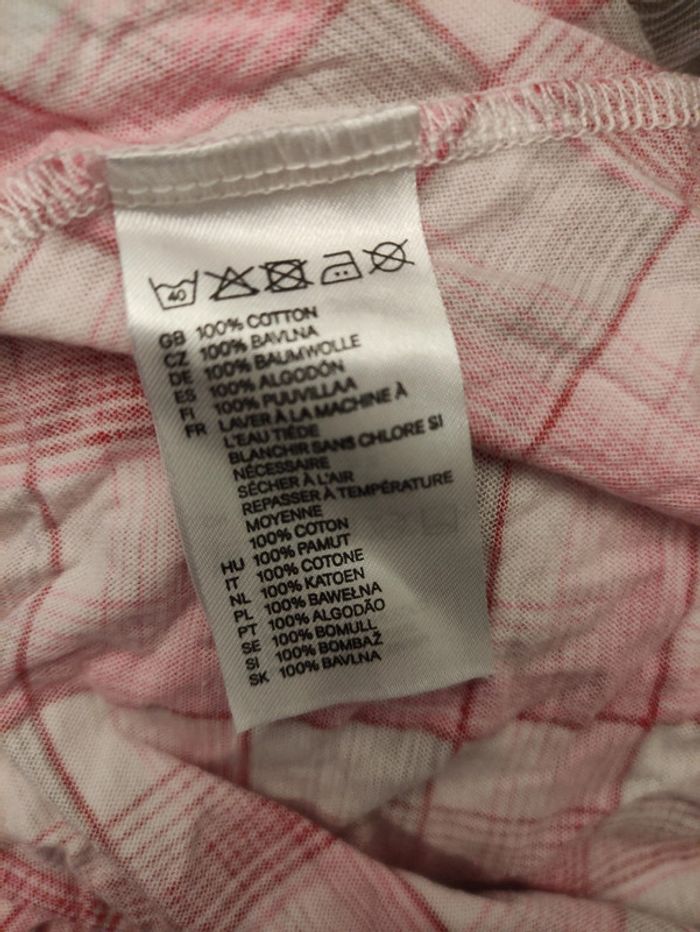 40
GB 100% COTTON
CZ 100% BAVLNA
DE 100% BAUMWOLLE
ES 100% ALGODÓN
FI 100% PUUVILLAA
FR LAVER À LA MACHINE À
L'EAU TIÉDE
BLANCHIR SANS CHLORE SI
NÉCESSAIRE
SÉCHER À L'AIR
REPASSER À TEMPÉRATURE
MOYENNE
100% COTON
HU 100% PAMUT
IT 100% COTONE
NL 100% KATOEN
PL 100% BAWEŁNA
PT 100% ALGODÃO
SE 100% BOMULL
SI 100% BOMBAŽ
SK 100% BAVLNA